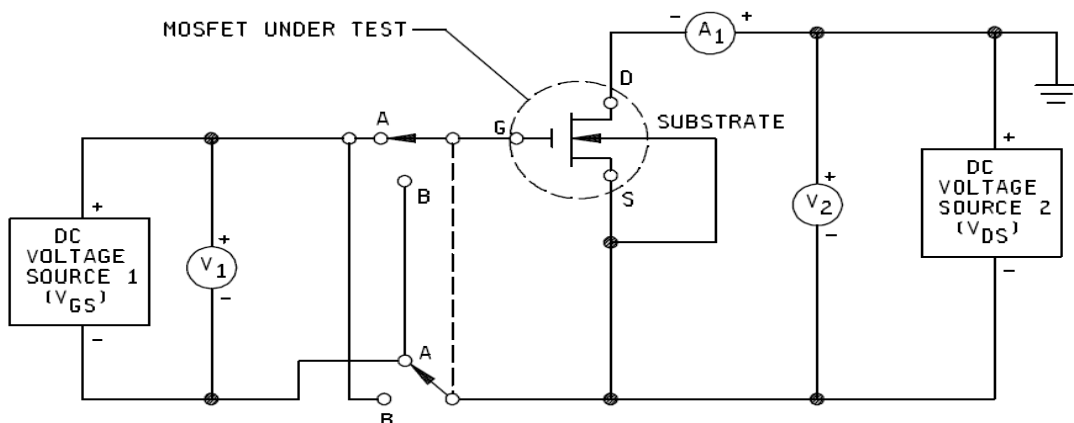 MOSFET UNDER TEST
- A1 +
D
G
SUBSTRATE
S
A
B
A
B
+
DC
VOLTAGE
SOURCE 1
(VGS)
-
+
V1
-
+
V2
-
+
DC
VOLTAGE
SOURCE 2
(VDS)
-